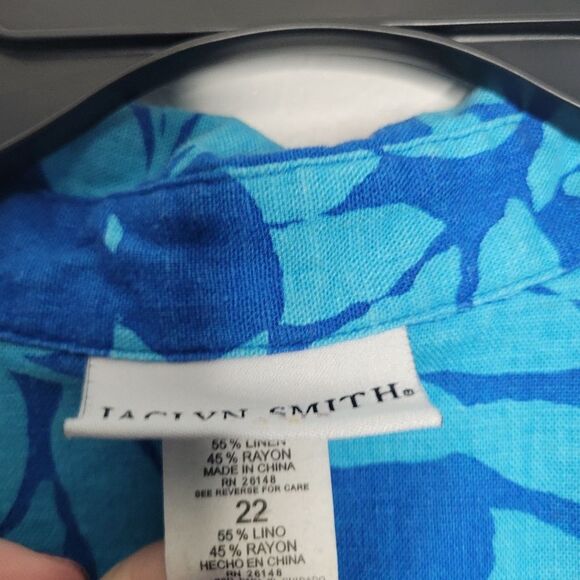 JACLYN SMITH®
55% LINEN
45% RAYON
MADE IN CHINA
RN 26148
SEE REVERSE FOR CARE
22
55% LINO
45% RAYON
HECHO EN CHINA
RN 26148